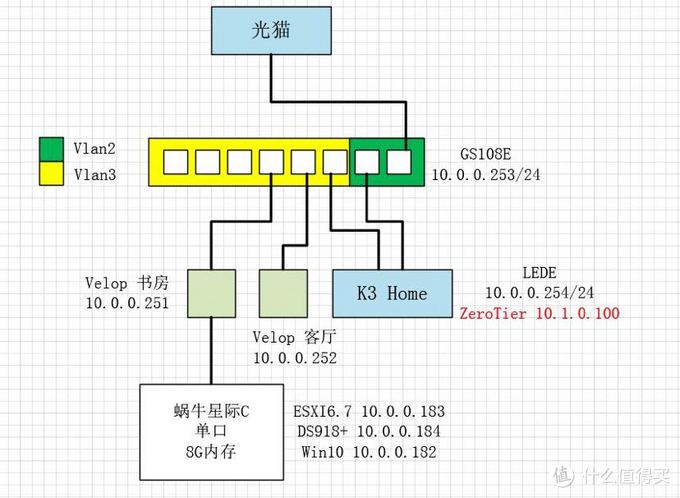 光猫
Vlan2
Vlan3
GS108E
10.0.0.253/24
Velop 书房
10.0.0.251
Velop 客厅
10.0.0.252
K3 Home
LEDE
10.0.0.254/24
ZeroTier 10.1.0.100
蜗牛星际C
单口
8G内存
ESXI6.7 10.0.0.183
DS918+ 10.0.0.184
Win10 10.0.0.182
值 什么值得买